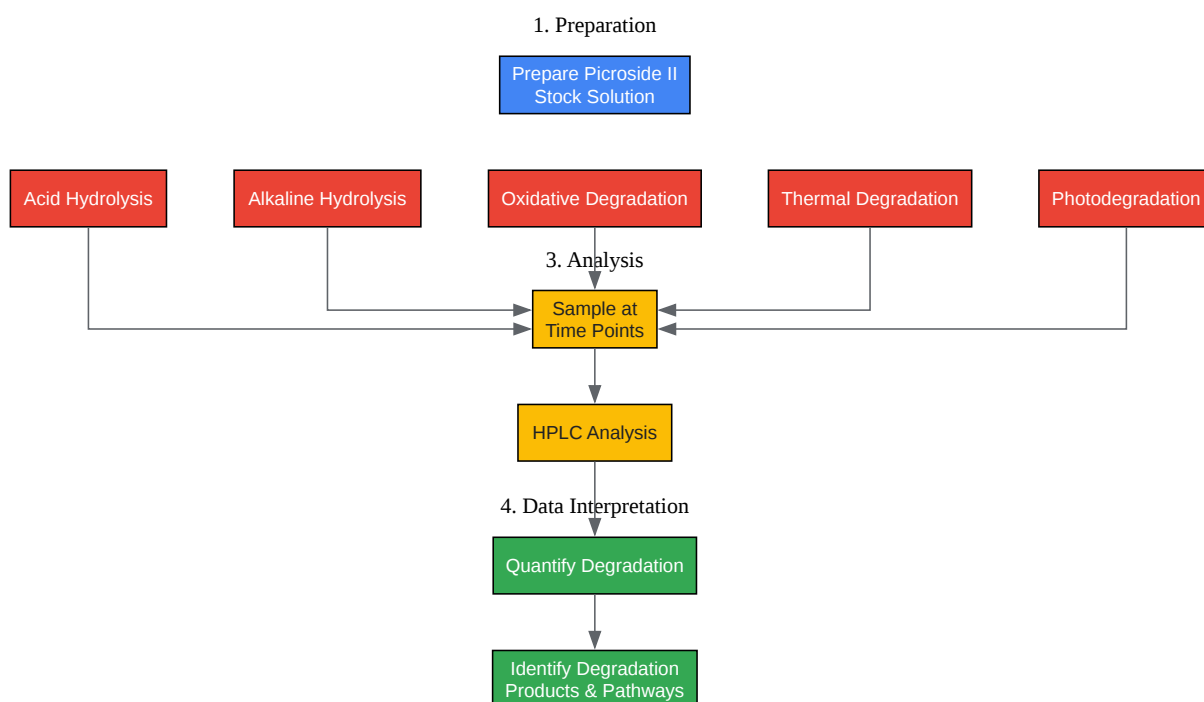 1. Preparation
Prepare Picroside II
Stock Solution
Acid Hydrolysis
Alkaline Hydrolysis
Oxidative Degradation
Thermal Degradation
Photodegradation
3. Analysis
Sample at
Time Points
HPLC Analysis
4. Data Interpretation
Quantify Degradation
Identify Degradation
Products & Pathways